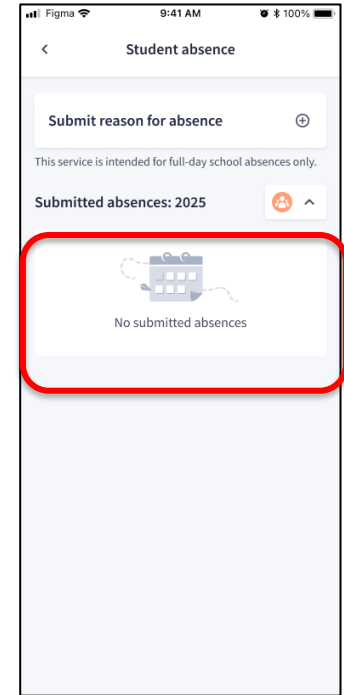 Figma 9:41 AM 100%
Student absence
Submit reason for absence
This service is intended for full-day school absences only.
Submitted absences: 2025
No submitted absences